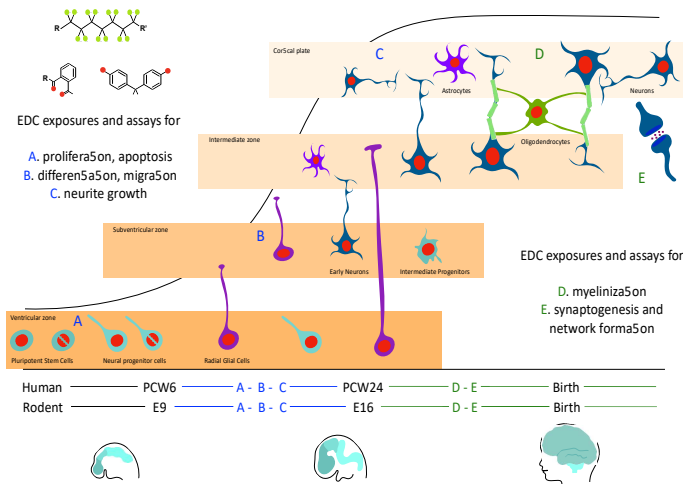 R
R'
R
Cor5cal plate
C
D
Astrocytes
Neurons
EDC exposures and assays for
A. prolifera5on, apoptosis
B. differen5a5on, migra5on
C. neurite growth
Intermediate zone
Oligodendrocytes
E
Subventricular zone
B
Early Neurons
Intermediate Progenitors
EDC exposures and assays for
D. myeliniza5on
E. synaptogenesis and
network forma5on
Ventricular zone
A
Pluripotent Stem Cells
Neural progenitor cells
Radial Glial Cells
Human PCW6 A - B - C PCW24 D - E Birth
Rodent E9 A - B - C E16 D - E Birth